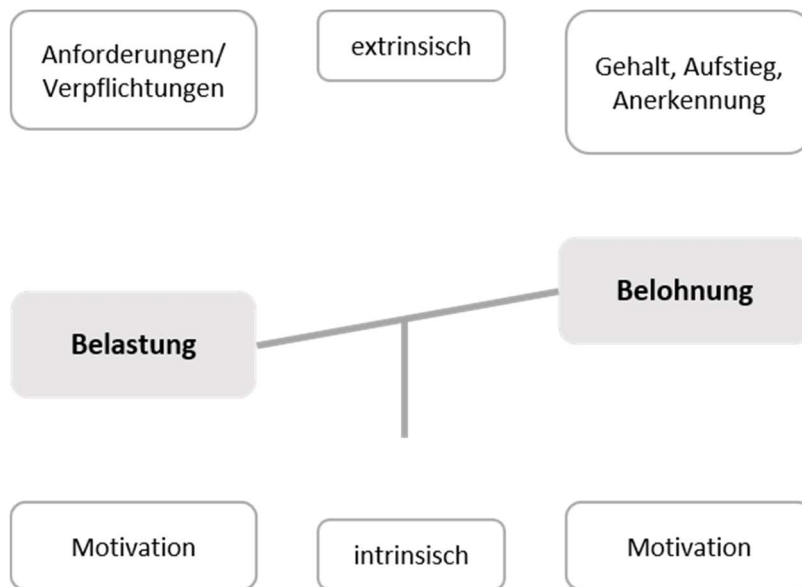 Anforderungen/
Verpflichtungen
extrinsisch
Gehalt, Aufstieg,
Anerkennung
Belastung
Belohnung
Motivation
intrinsisch
Motivation